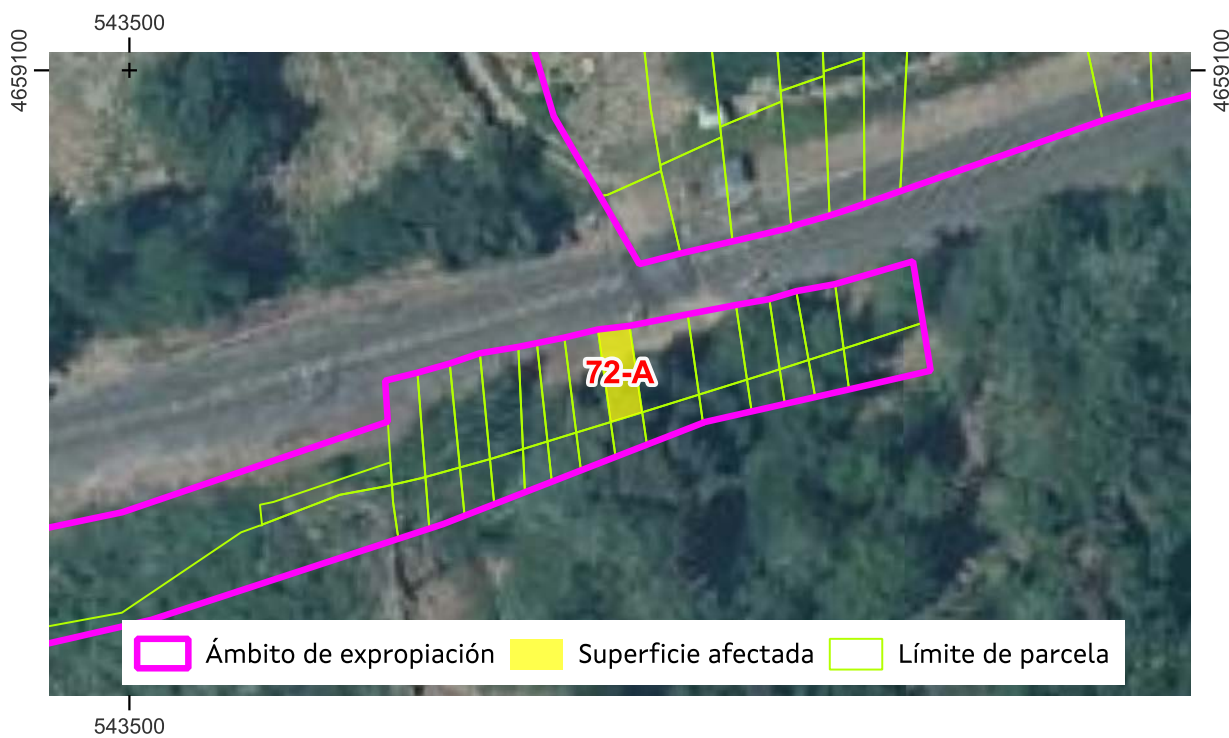 543500
4659100
4659100
72-A
Ámbito de expropiación
Superficie afectada
Límite de parcela
543500